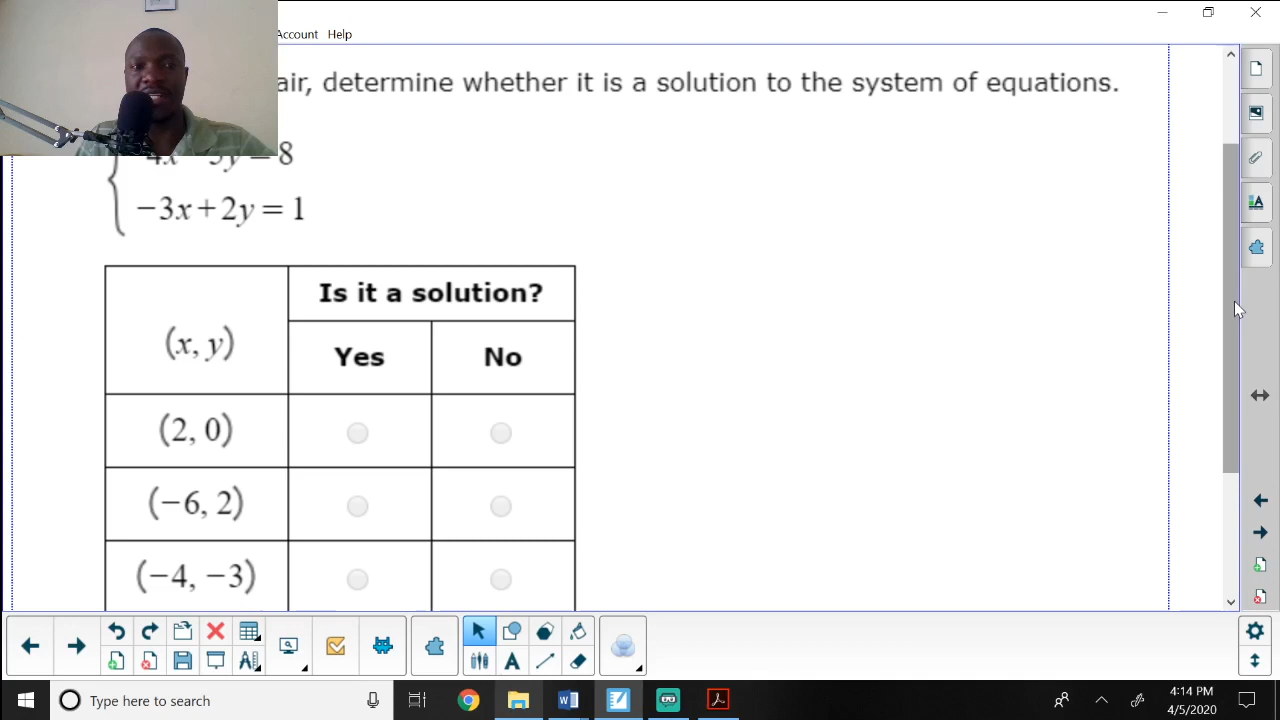 Account Help
air, determine whether it is a solution to the system of equations.
= 8
−3x+2y = 1
Is it a solution?
(x, y)
Yes No
(2, 0)
(−6, 2)
(−4, −3)
Type here to search
4:14 PM
4/5/2020